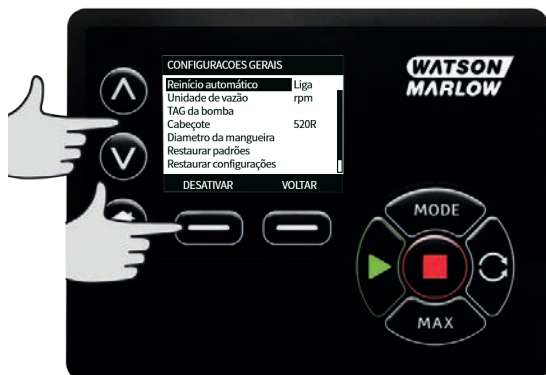 CONFIGURACOES GERAIS
Reinício automático Liga
Unidade de vazão rpm
TAG da bomba
Cabeçote 520R
Diametro da mangueira
Restaurar padrões
Restaurar configurações
DESATIVAR VOLTAR
WATSON
MARLOW
MODE
MAX